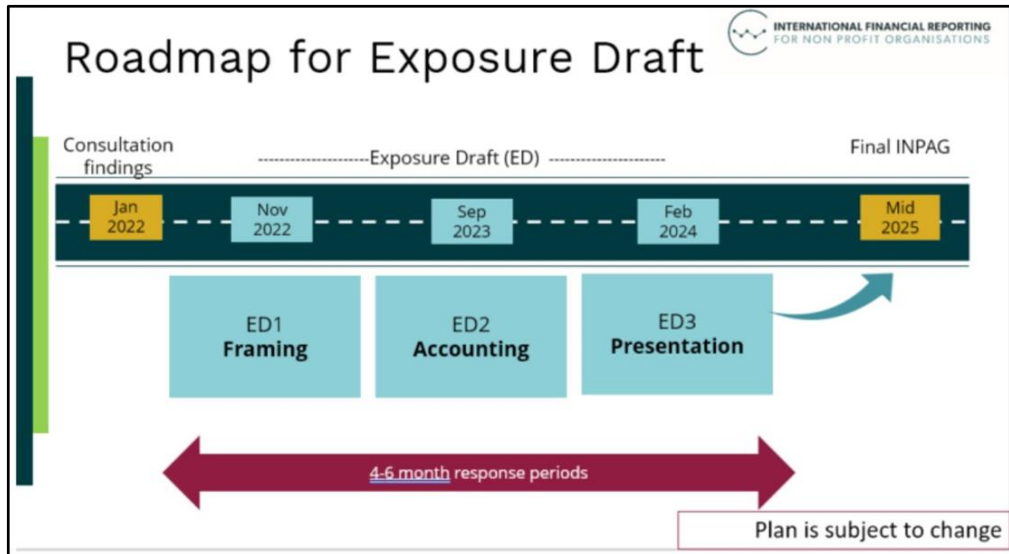 INTERNATIONAL FINANCIAL REPORTING
FOR NON PROFIT ORGANISATIONS
Roadmap for Exposure Draft
Consultation
findings
--------------------Exposure Draft (ED) ---------------------
Final INPAG
Jan
2022
Nov
2022
Sep
2023
Feb
2024
Mid
2025
ED1
Framing
ED2
Accounting
ED3
Presentation
4-6 month response periods
Plan is subject to change